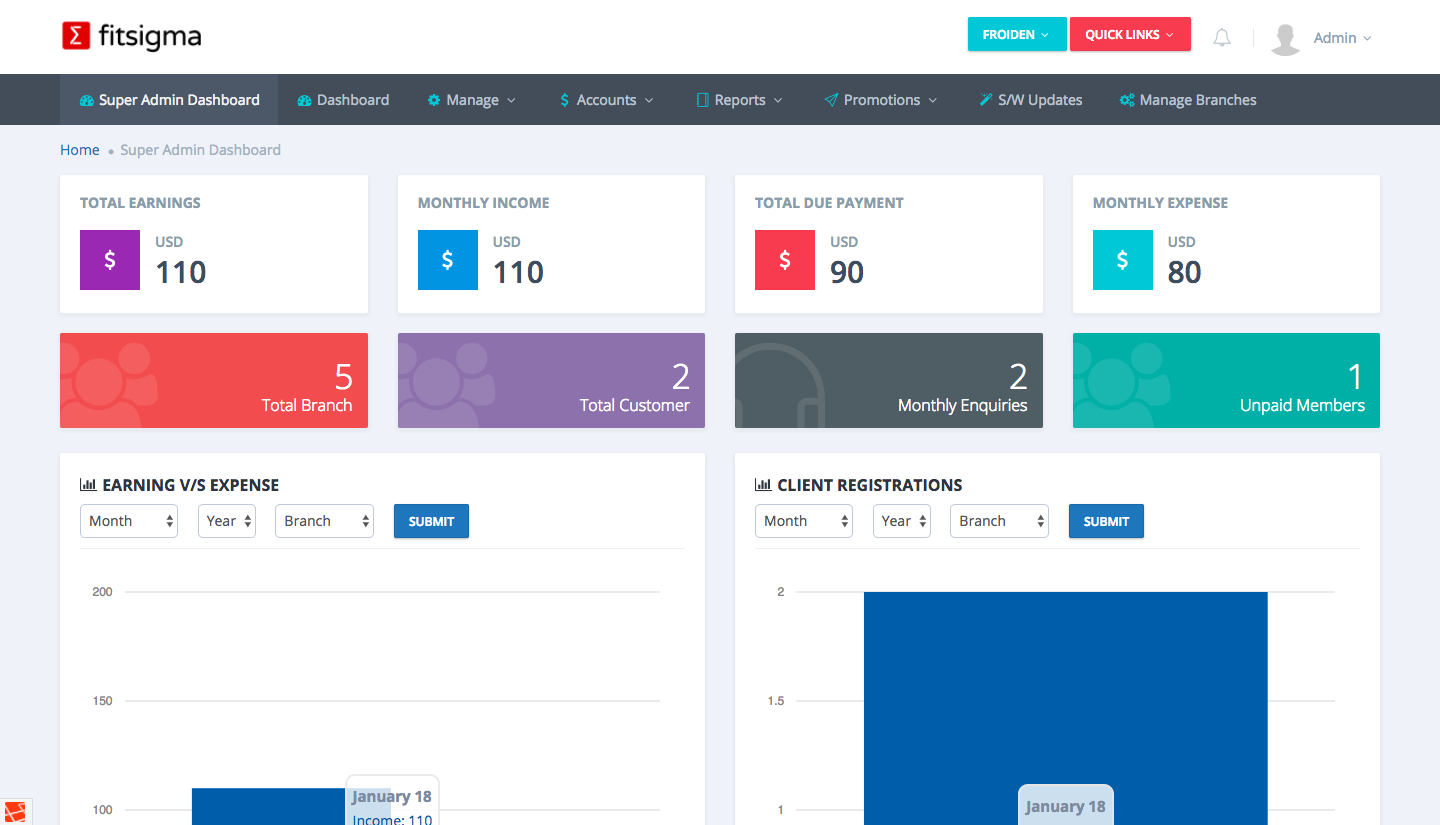 Σ fitsigma
FROIDEN
QUICK LINKS
Admin
Super Admin Dashboard
Dashboard
Manage
$ Accounts
Reports
Promotions
S/W Updates
Manage Branches
Home • Super Admin Dashboard
TOTAL EARNINGS
$
USD
110
MONTHLY INCOME
$
USD
110
TOTAL DUE PAYMENT
$
USD
90
MONTHLY EXPENSE
$
USD
80
5
Total Branch
2
Total Customer
2
Monthly Enquiries
1
Unpaid Members
EARNING V/S EXPENSE
Month
Year
Branch
SUBMIT
200
150
100
January 18
Income: 110
CLIENT REGISTRATIONS
Month
Year
Branch
SUBMIT
2
1.5
1
January 18